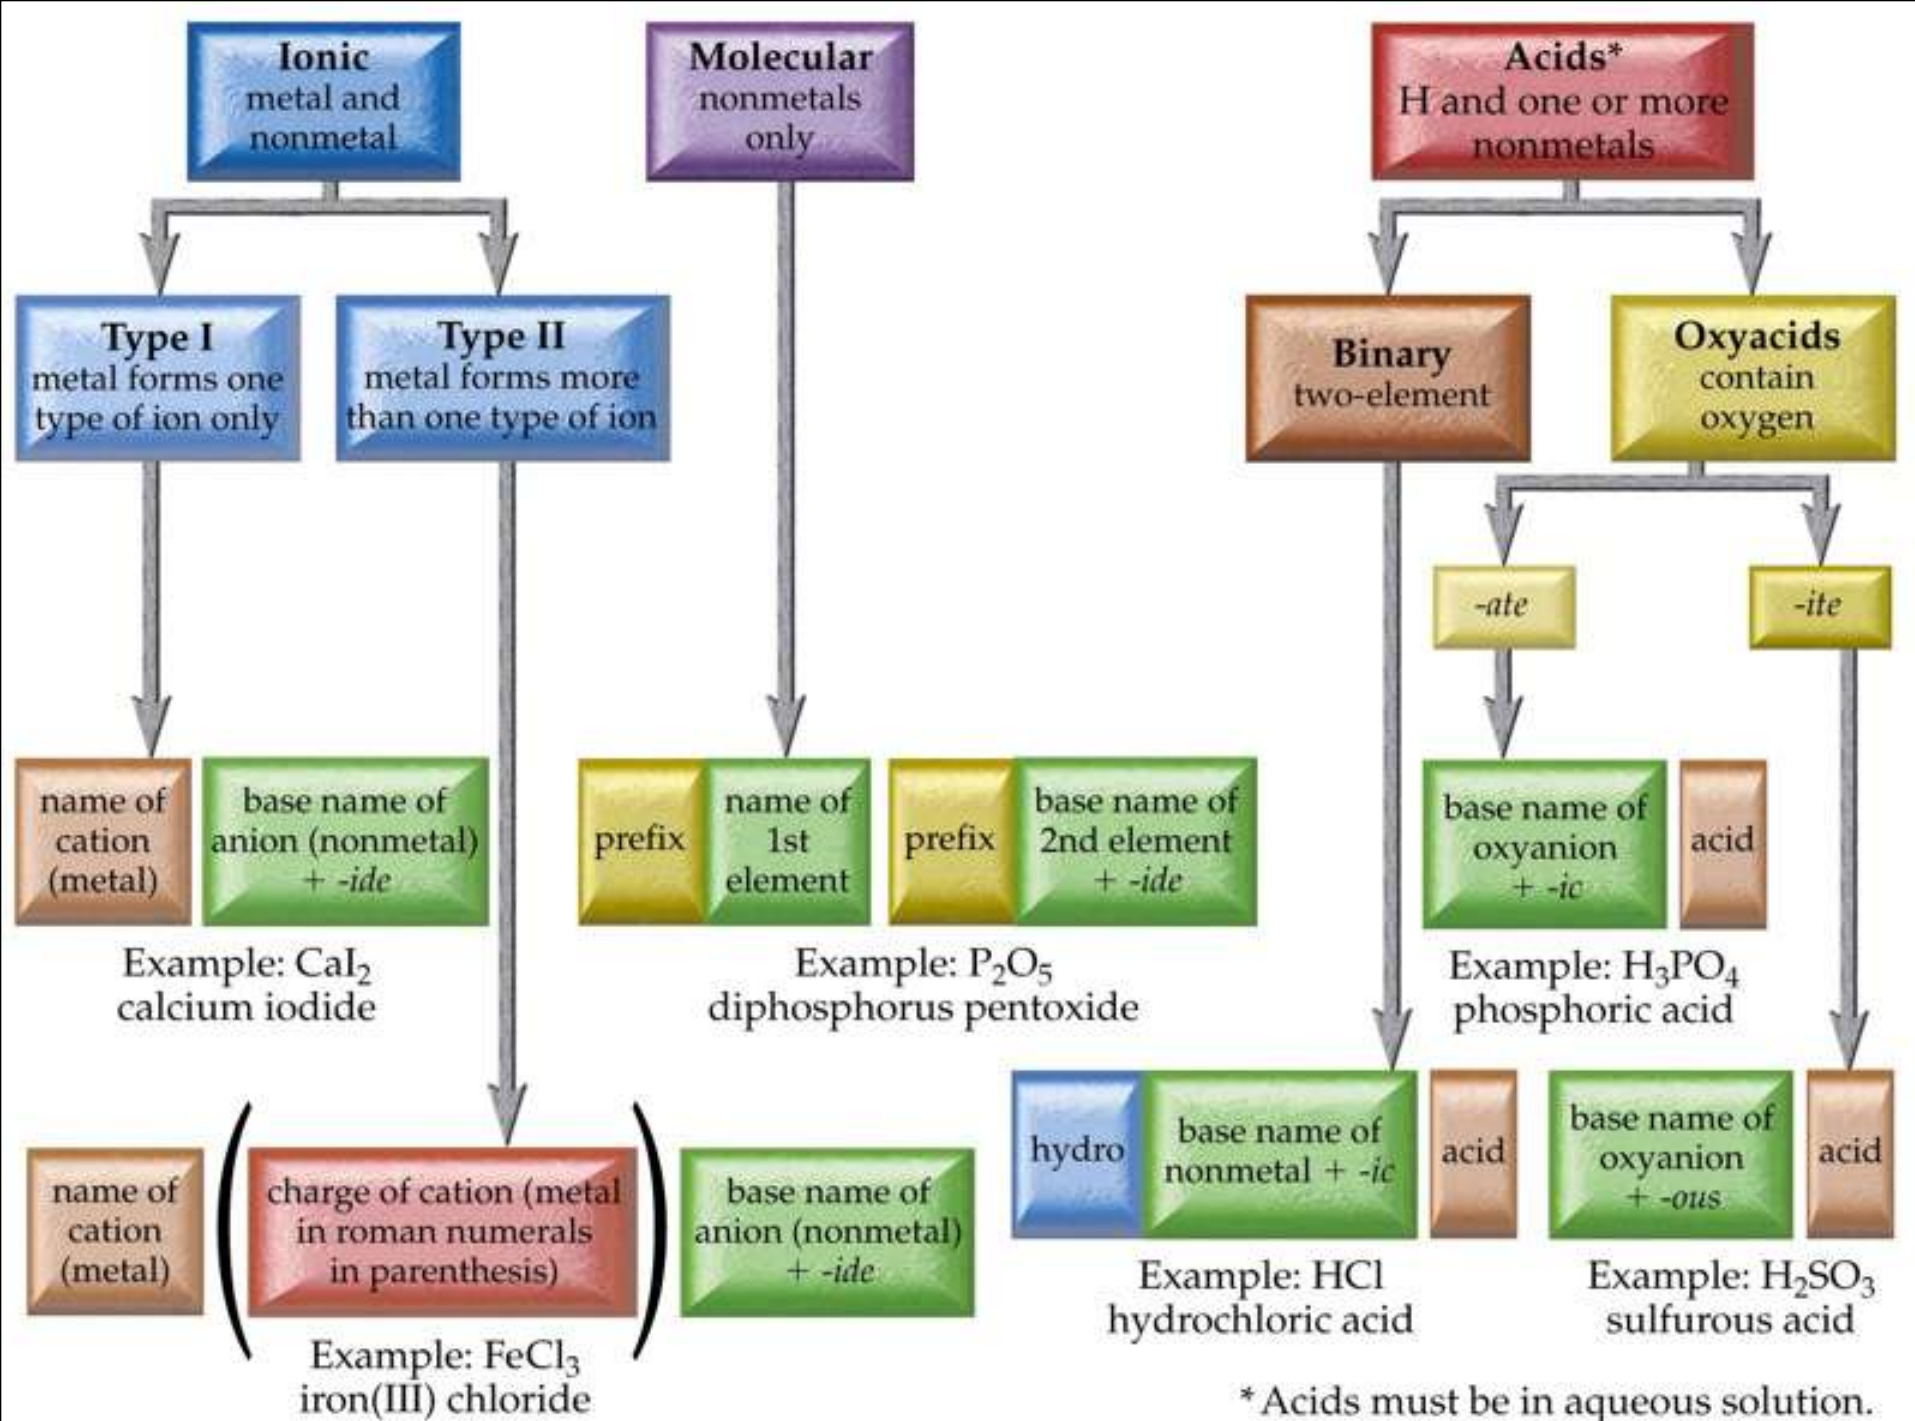 Ionic
metal and
nonmetal
Molecular
nonmetals
only
Acids*
H and one or more
nonmetals
Type I
metal forms one
type of ion only
Type II
metal forms more
than one type of ion
Binary
two-element
Oxyacids
contain
oxygen
-ate
-ite
name of
cation
(metal)
base name of
anion (nonmetal)
+ -ide
Example: CaI₂
calcium iodide
prefix
name of
1st
element
prefix
base name of
2nd element
+ -ide
Example: P₂O₅
diphosphorus pentoxide
base name of
oxyanion
+ -ic
acid
Example: H₃PO₄
phosphoric acid
name of
cation
(metal)
(
charge of cation (metal
in roman numerals
in parenthesis)
)
base name of
anion (nonmetal)
+ -ide
Example: FeCl₃
iron(III) chloride
hydro
base name of
nonmetal + -ic
acid
Example: HCl
hydrochloric acid
base name of
oxyanion
+ -ous
acid
Example: H₂SO₃
sulfurous acid
*Acids must be in aqueous solution.